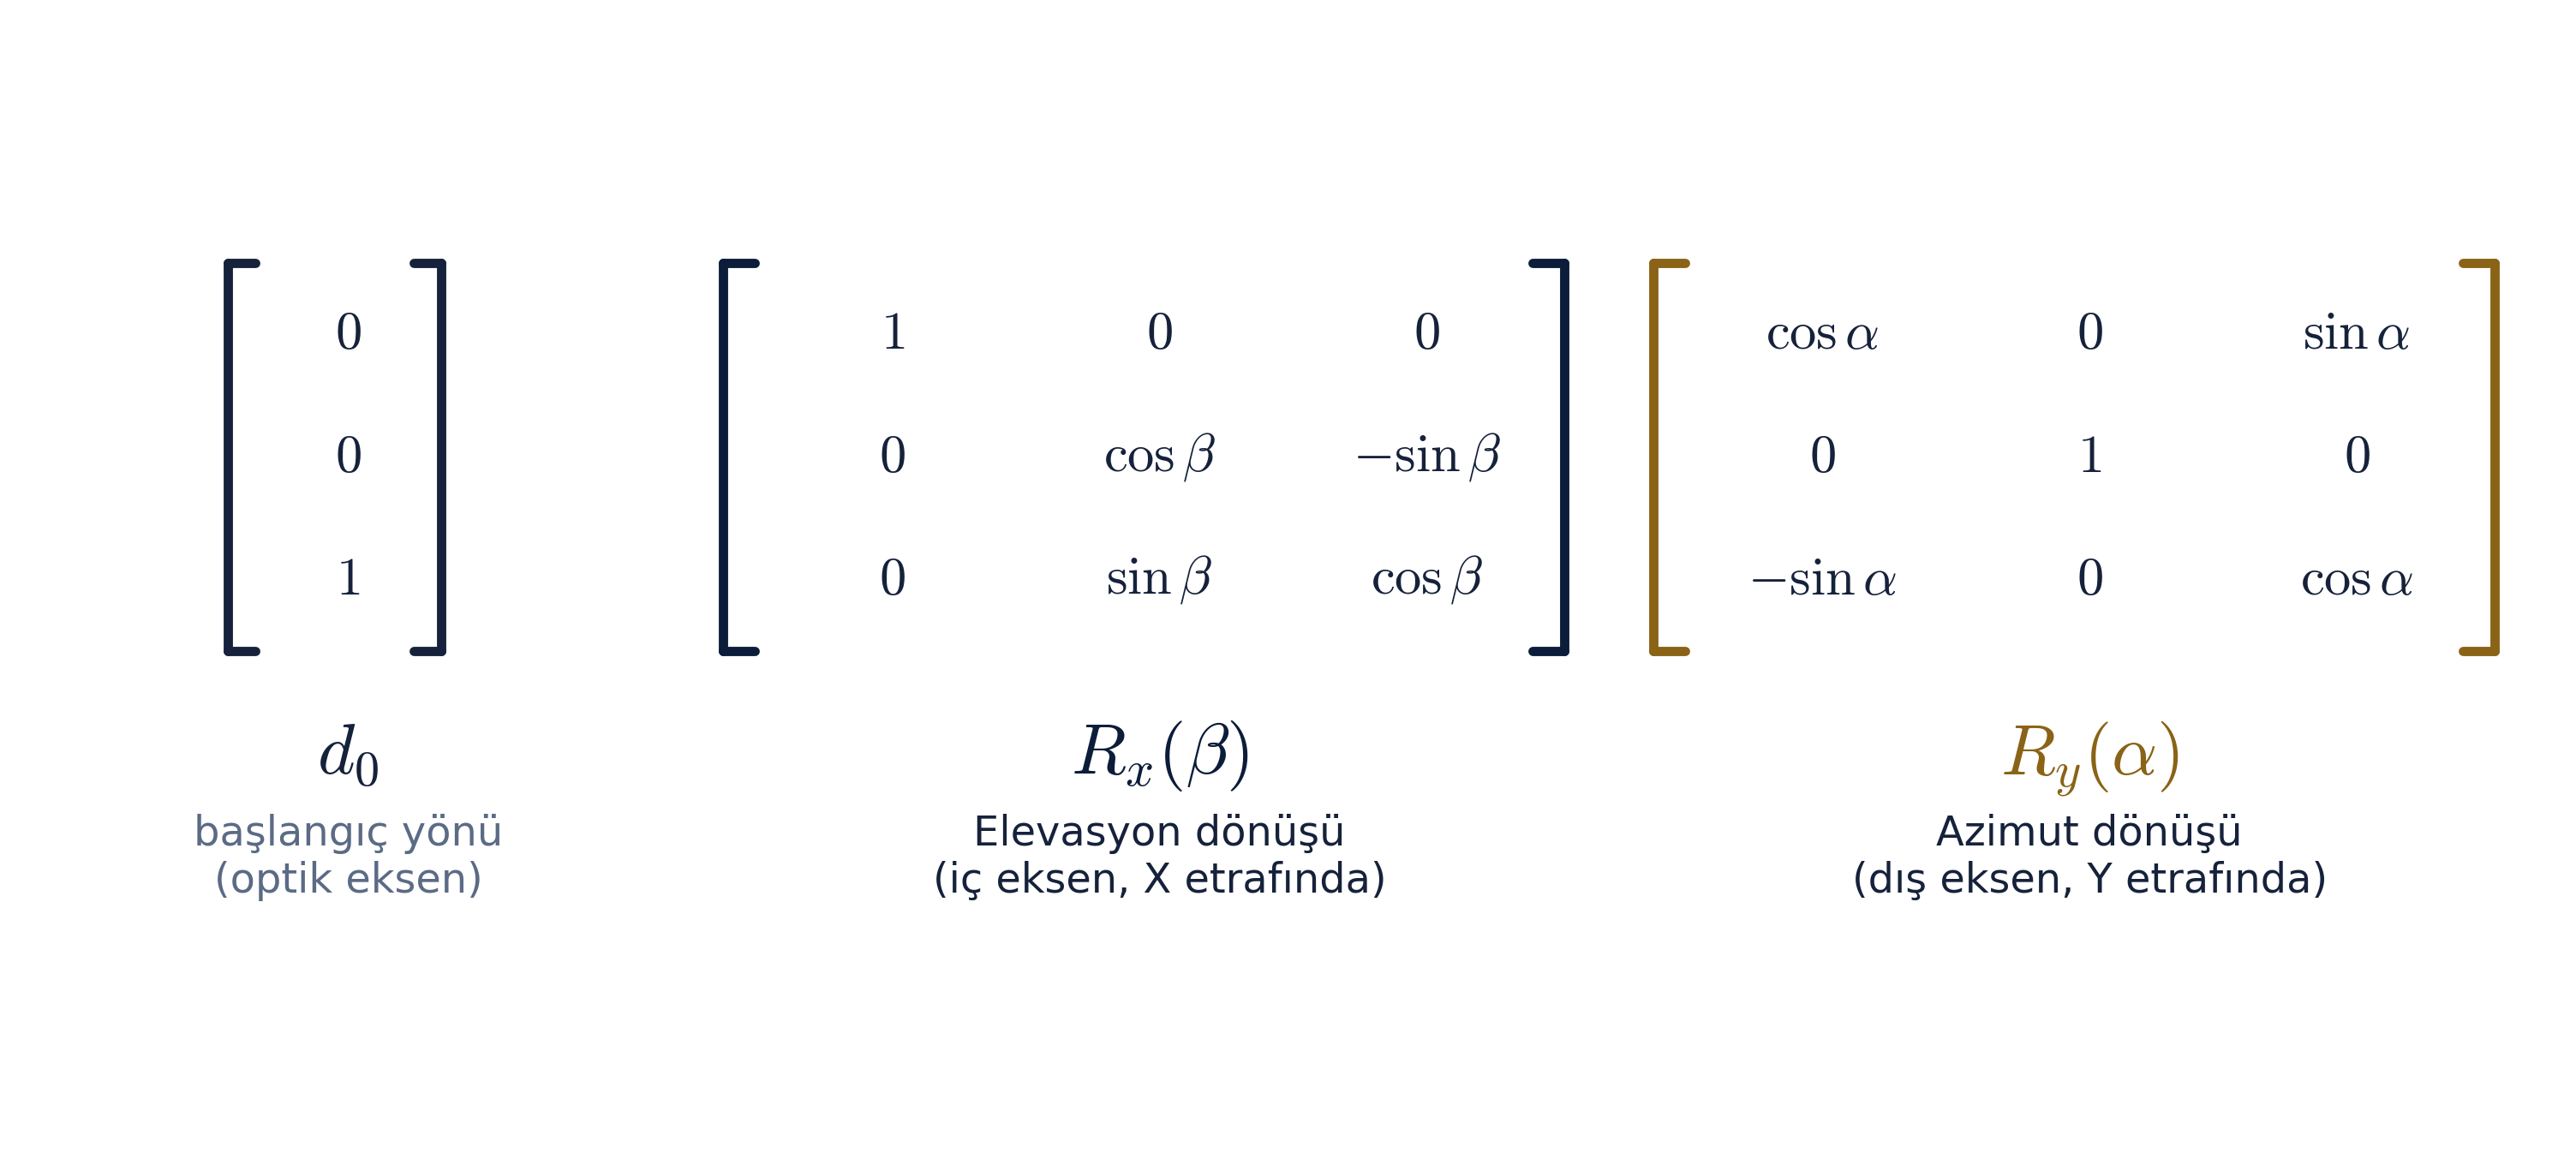 0
0
1
d₀
başlangıç yönü
(optik eksen)
1 0 0
0 cos β −sin β
0 sin β cos β
Rₓ(β)
Elevasyon dönüşü
(iç eksen, X etrafında)
cos α 0 sin α
0 1 0
−sin α 0 cos α
R_y(α)
Azimut dönüşü
(dış eksen, Y etrafında)